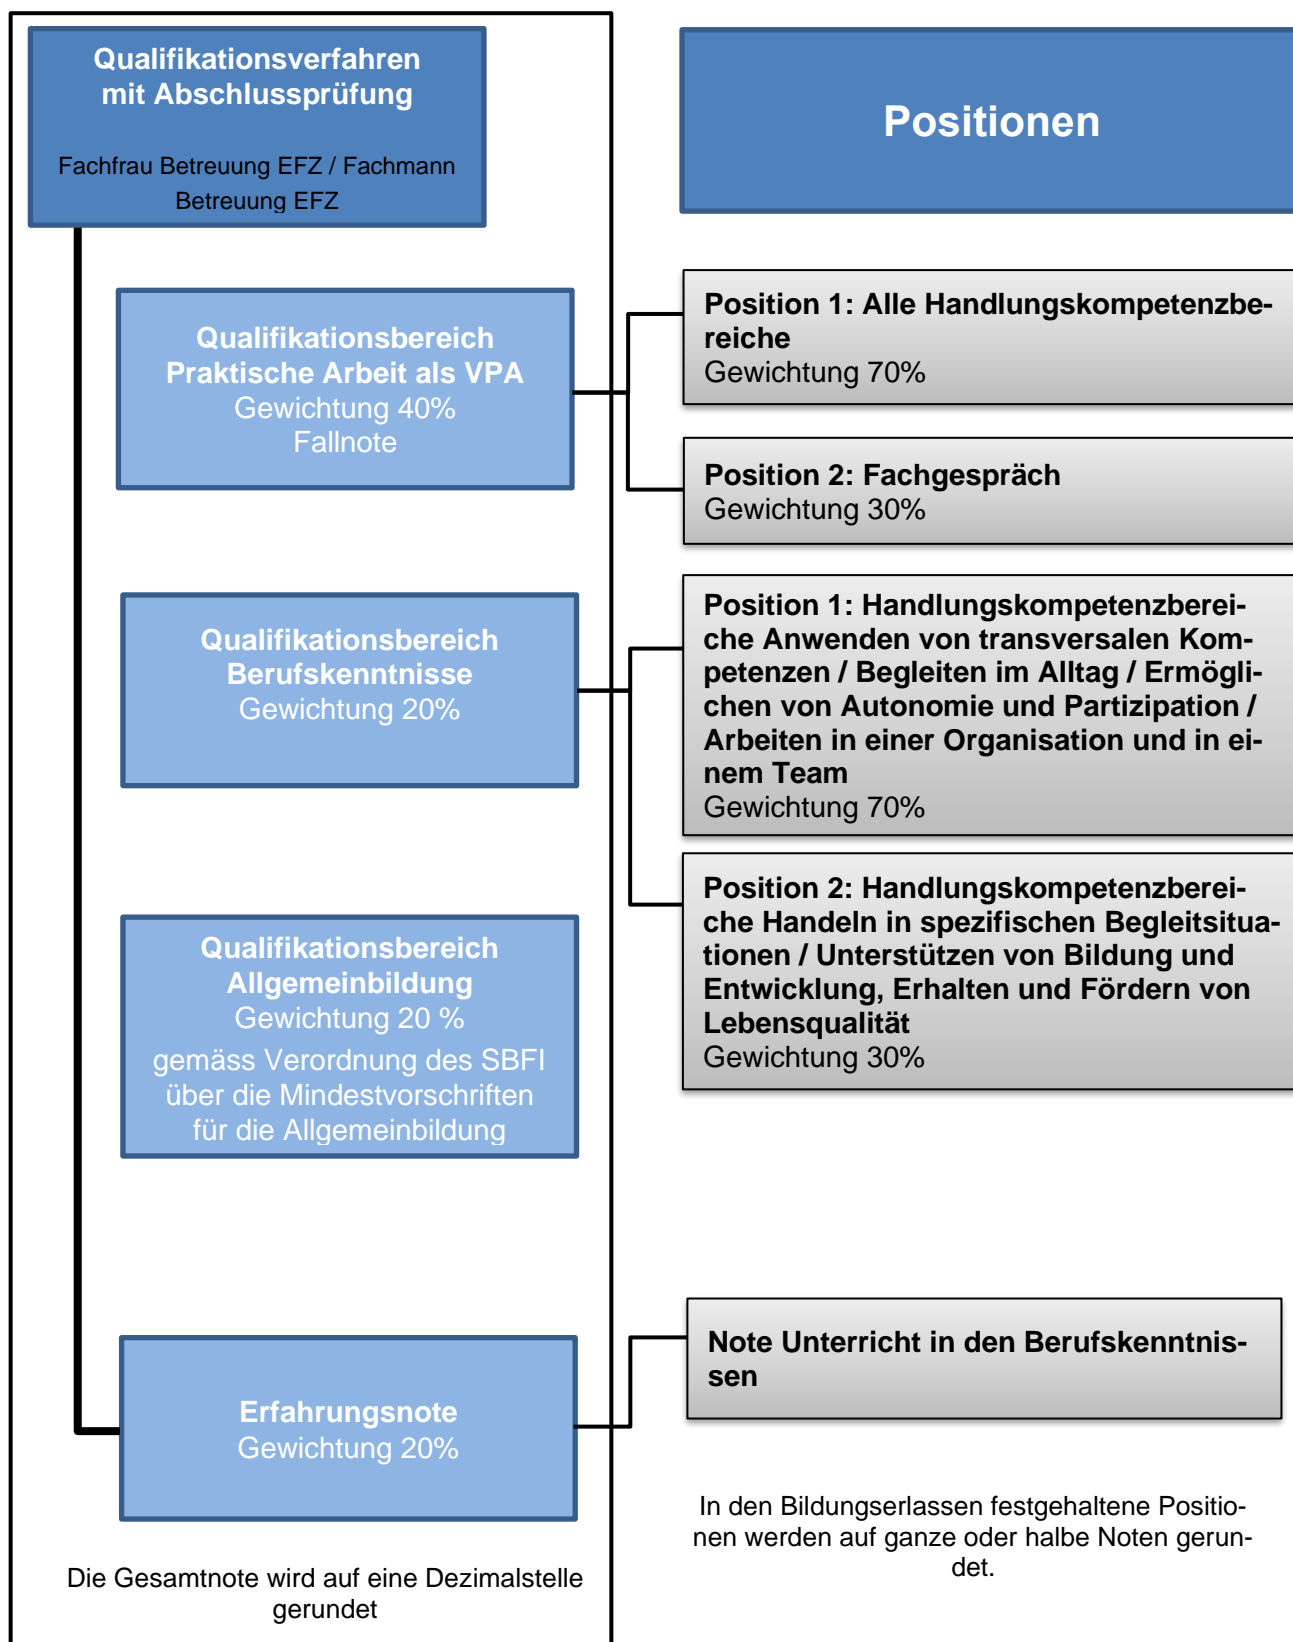 Qualifikationsverfahren
mit Abschlussprüfung
Fachfrau Betreuung EFZ / Fachmann
Betreuung EFZ
Positionen
Qualifikationsbereich
Praktische Arbeit als VPA
Gewichtung 40%
Fallnote
Position 1: Alle Handlungskompetenzbe-
reiche
Gewichtung 70%
Position 2: Fachgespräch
Gewichtung 30%
Qualifikationsbereich
Berufskenntnisse
Gewichtung 20%
Position 1: Handlungskompetenzberei-
che Anwenden von transversalen Kom-
petenzen / Begleiten im Alltag / Ermögli-
chen von Autonomie und Partizipation /
Arbeiten in einer Organisation und in ei-
nem Team
Gewichtung 70%
Position 2: Handlungskompetenzberei-
che Handeln in spezifischen Begleitsitua-
tionen / Unterstützen von Bildung und
Entwicklung, Erhalten und Fördern von
Lebensqualität
Gewichtung 30%
Qualifikationsbereich
Allgemeinbildung
Gewichtung 20 %
gemäss Verordnung des SBFI
über die Mindestvorschriften
für die Allgemeinbildung
Erfahrungsnote
Gewichtung 20%
Note Unterricht in den Berufskenntnis-
sen
Die Gesamtnote wird auf eine Dezimalstelle
gerundet
In den Bildungserlassen festgehaltene Positio-
nen werden auf ganze oder halbe Noten gerun-
det.